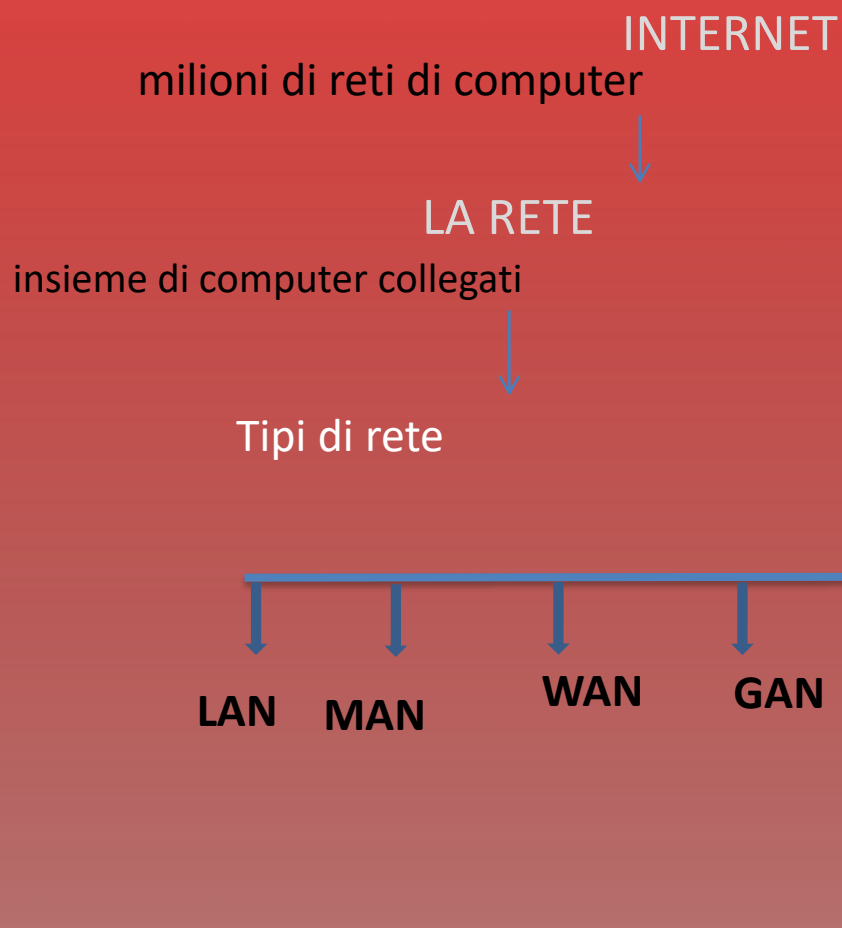 INTERNET
milioni di reti di computer
LA RETE
insieme di computer collegati
Tipi di rete
LAN MAN WAN GAN